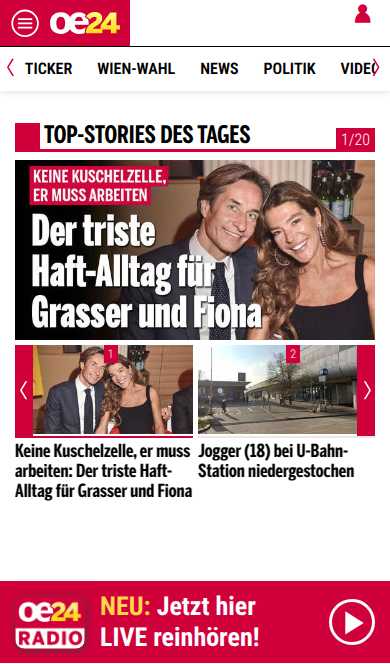 oe24
TICKER WIEN-WAHL NEWS POLITIK VIDEO
TOP-STORIES DES TAGES
1/20
KEINE KUSCHELZELLE,
ER MUSS ARBEITEN
Der triste
Haft-Alltag für
Grasser und Fiona
1
2
Keine Kuschelzelle, er muss
arbeiten: Der triste Haft-
Alltag für Grasser und Fiona
Jogger (18) bei U-Bahn-
Station niedergestochen
oe24
RADIO
NEU: Jetzt hier
LIVE reinhören!